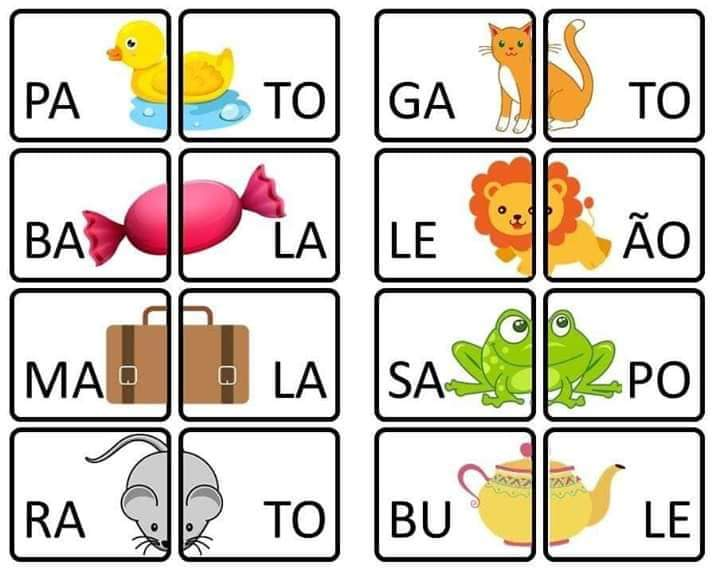 PA TO GA TO
BA LA LE ÃO
MA LA SA PO
RA TO BU LE